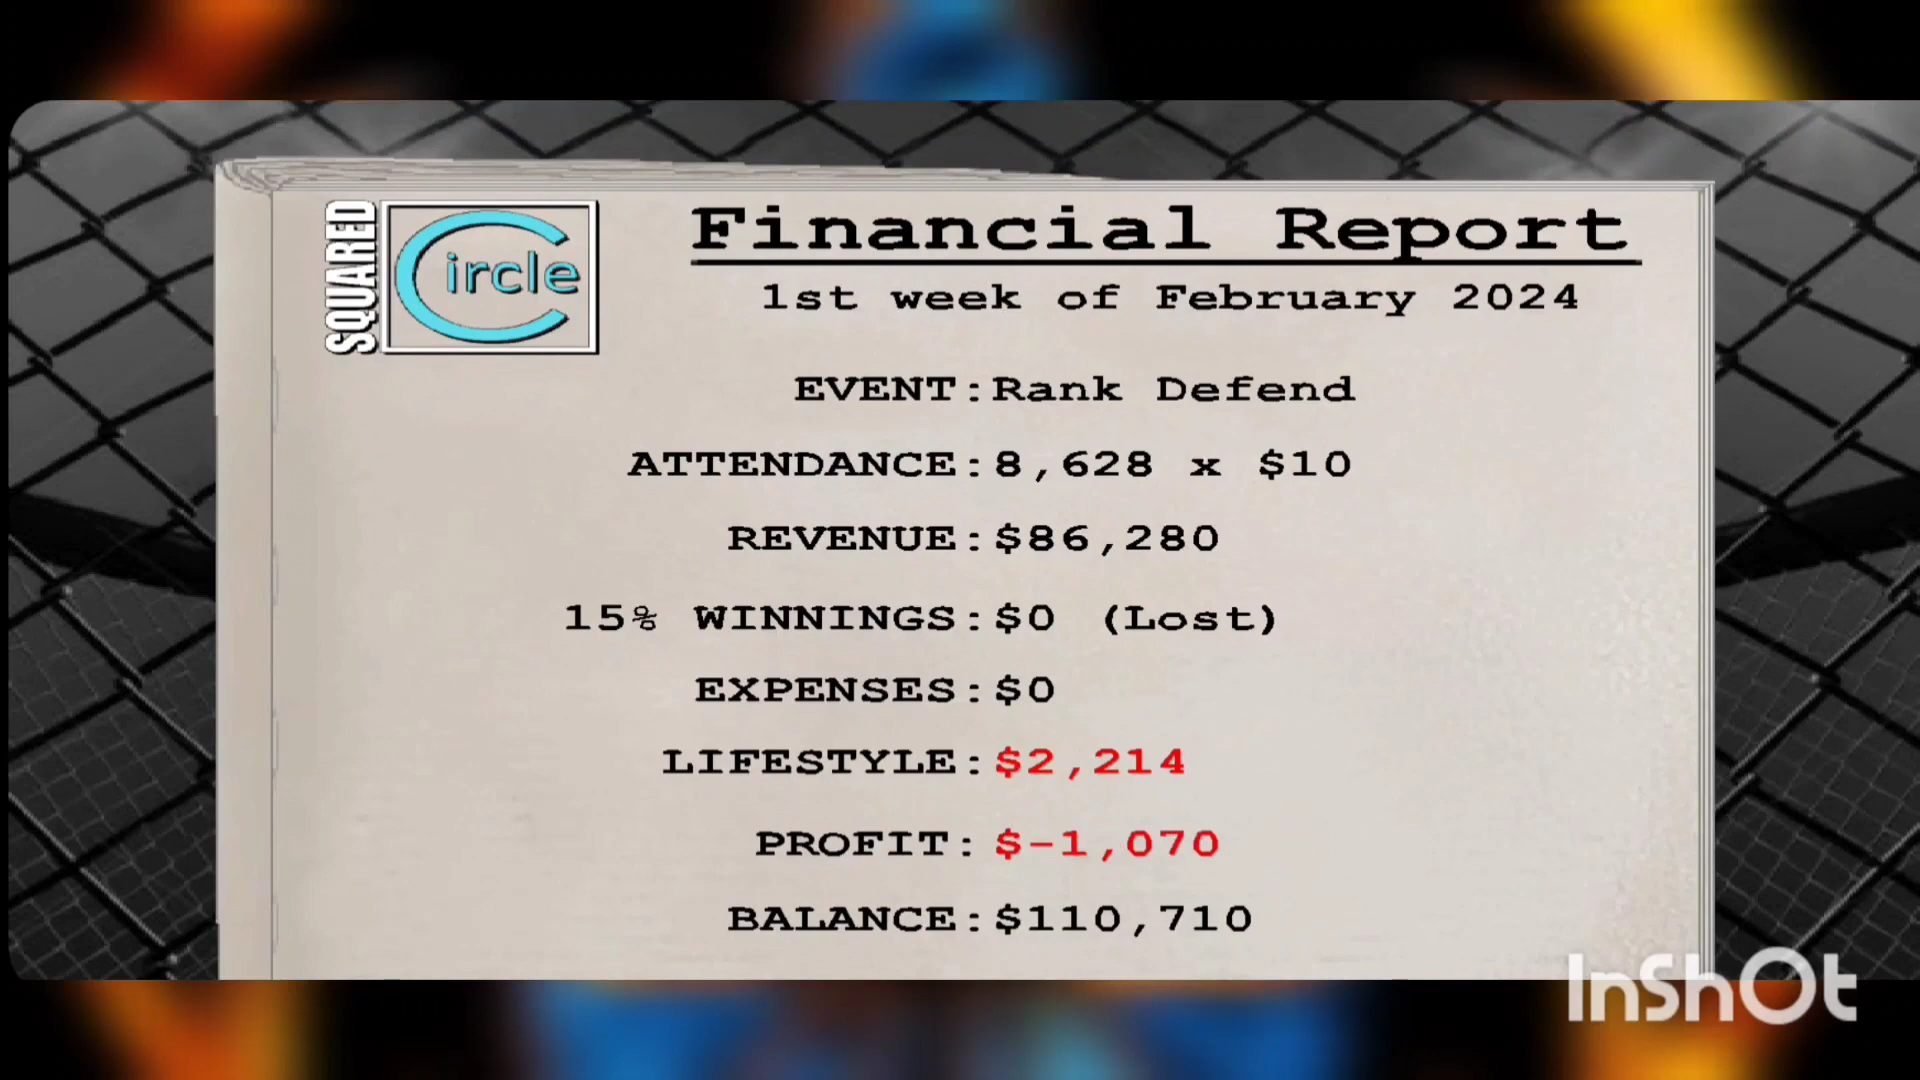 SQUARED
Circle
Financial Report
1st week of February 2024
EVENT:Rank Defend
ATTENDANCE:8,628 x $10
REVENUE:$86,280
15% WINNINGS:$0 (Lost)
EXPENSES:$0
LIFESTYLE:$2,214
PROFIT:$-1,070
BALANCE:$110,710
InShOt